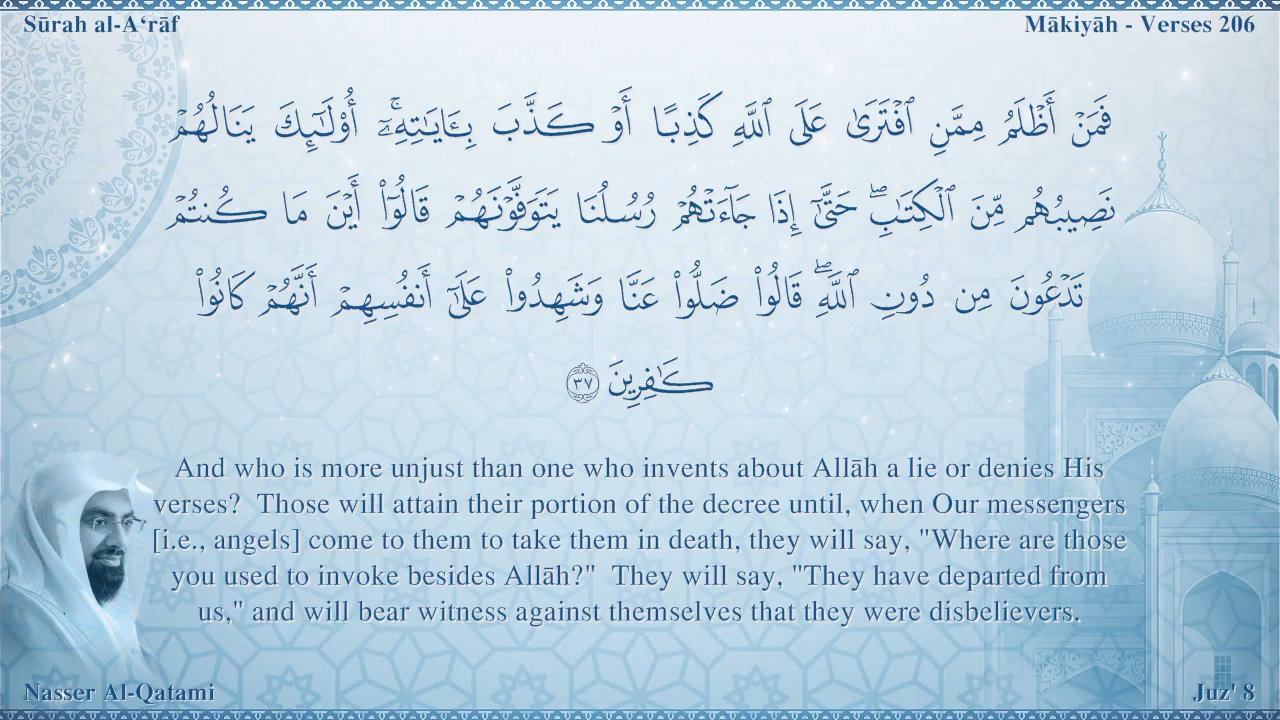 Sūrah al-A‘rāf
Mākiyāh - Verses 206
فَمَنْ أَظْلَمُ مِمَّنِ ٱفْتَرَىٰ عَلَى ٱللَّهِ كَذِبًا أَوْ كَذَّبَ بِـَٔايَـٰتِهِۦٓ ۚ أُو۟لَـٰٓئِكَ يَنَالُهُمْ
نَصِيبُهُم مِّنَ ٱلْكِتَـٰبِ ۖ حَتَّىٰٓ إِذَا جَآءَتْهُمْ رُسُلُنَا يَتَوَفَّوْنَهُمْ قَالُوٓا۟ أَيْنَ مَا كُنتُمْ
تَدْعُونَ مِن دُونِ ٱللَّهِ ۖ قَالُوا۟ ضَلُّوا۟ عَنَّا وَشَهِدُوا۟ عَلَىٰٓ أَنفُسِهِمْ أَنَّهُمْ كَانُوا۟
كَـٰفِرِينَ ٣٧
And who is more unjust than one who invents about Allāh a lie or denies His
verses?  Those will attain their portion of the decree until, when Our messengers
[i.e., angels] come to them to take them in death, they will say, "Where are those
you used to invoke besides Allāh?"  They will say, "They have departed from
us," and will bear witness against themselves that they were disbelievers.
Nasser Al-Qatami
Juz' 8